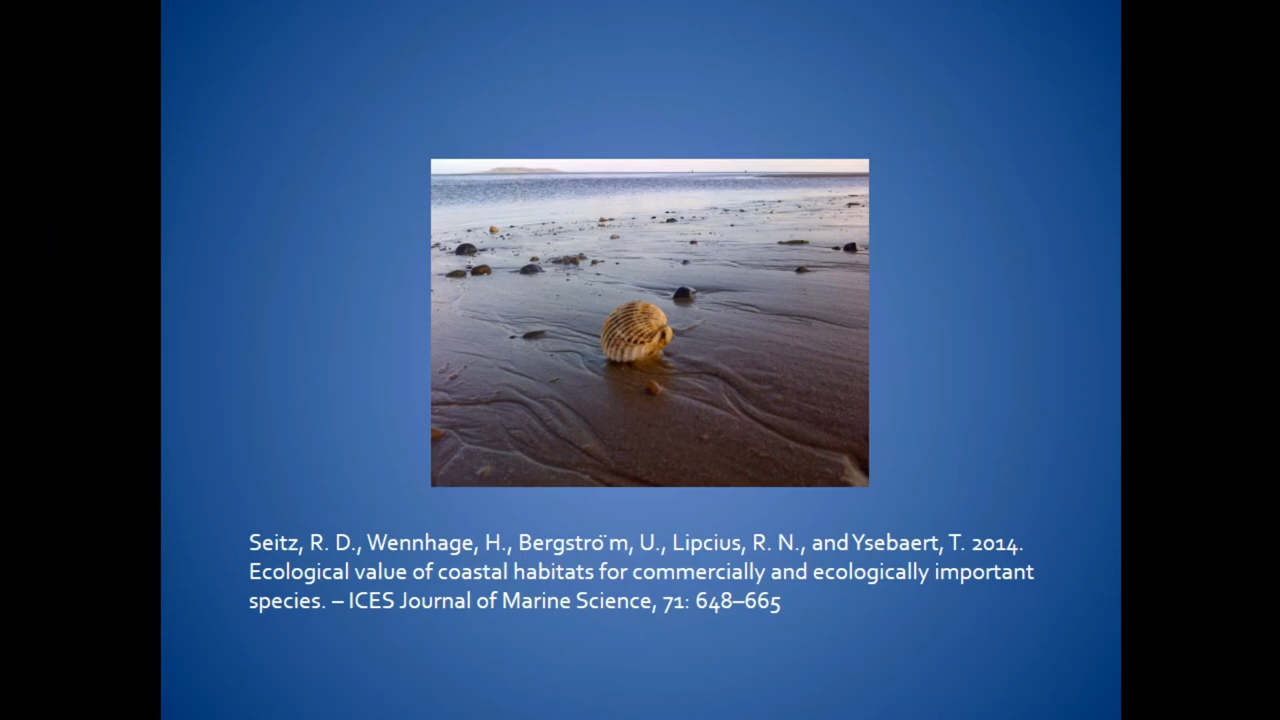 Seitz, R. D., Wennhage, H., Bergstro¨m, U., Lipcius, R. N., and Ysebaert, T. 2014.
Ecological value of coastal habitats for commercially and ecologically important
species. – ICES Journal of Marine Science, 71: 648–665